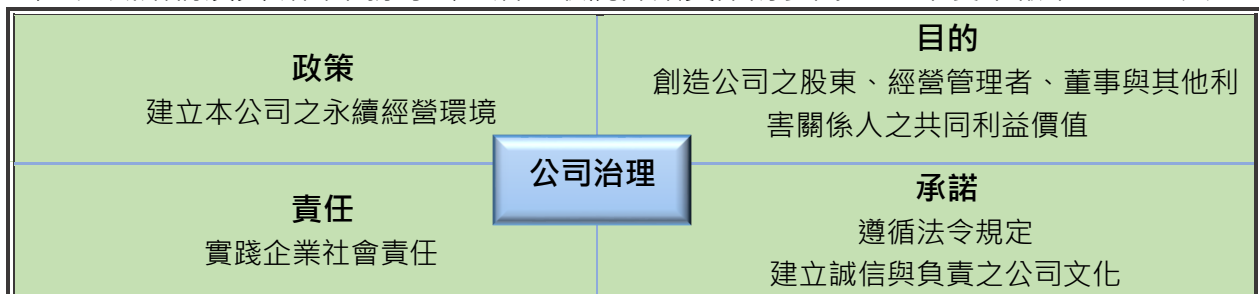 政策
建立本公司之永續經營環境
目的
創造公司之股東、經營管理者、董事與其他利
害關係人之共同利益價值
公司治理
責任
實踐企業社會責任
承諾
遵循法令規定
建立誠信與負責之公司文化